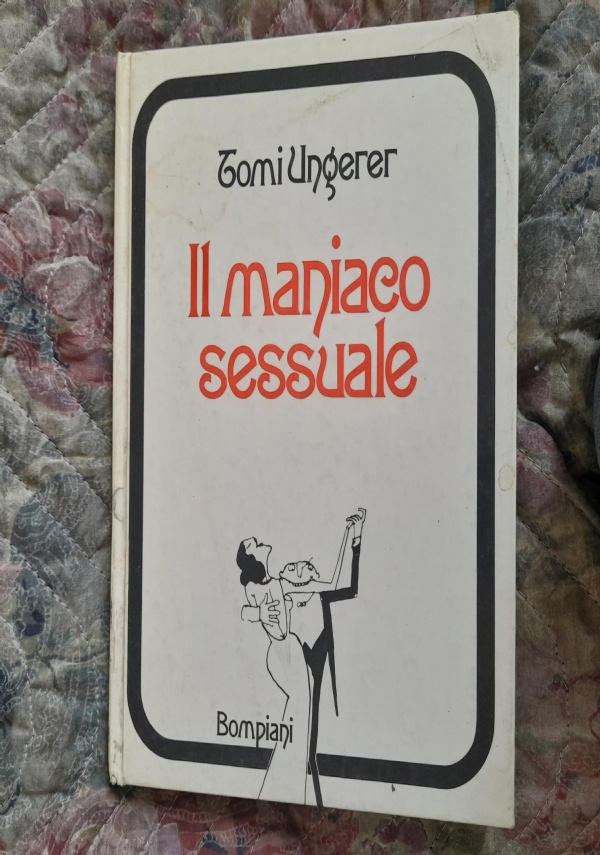 Tomi Ungerer
Il maniaco
sessuale
Bompiani